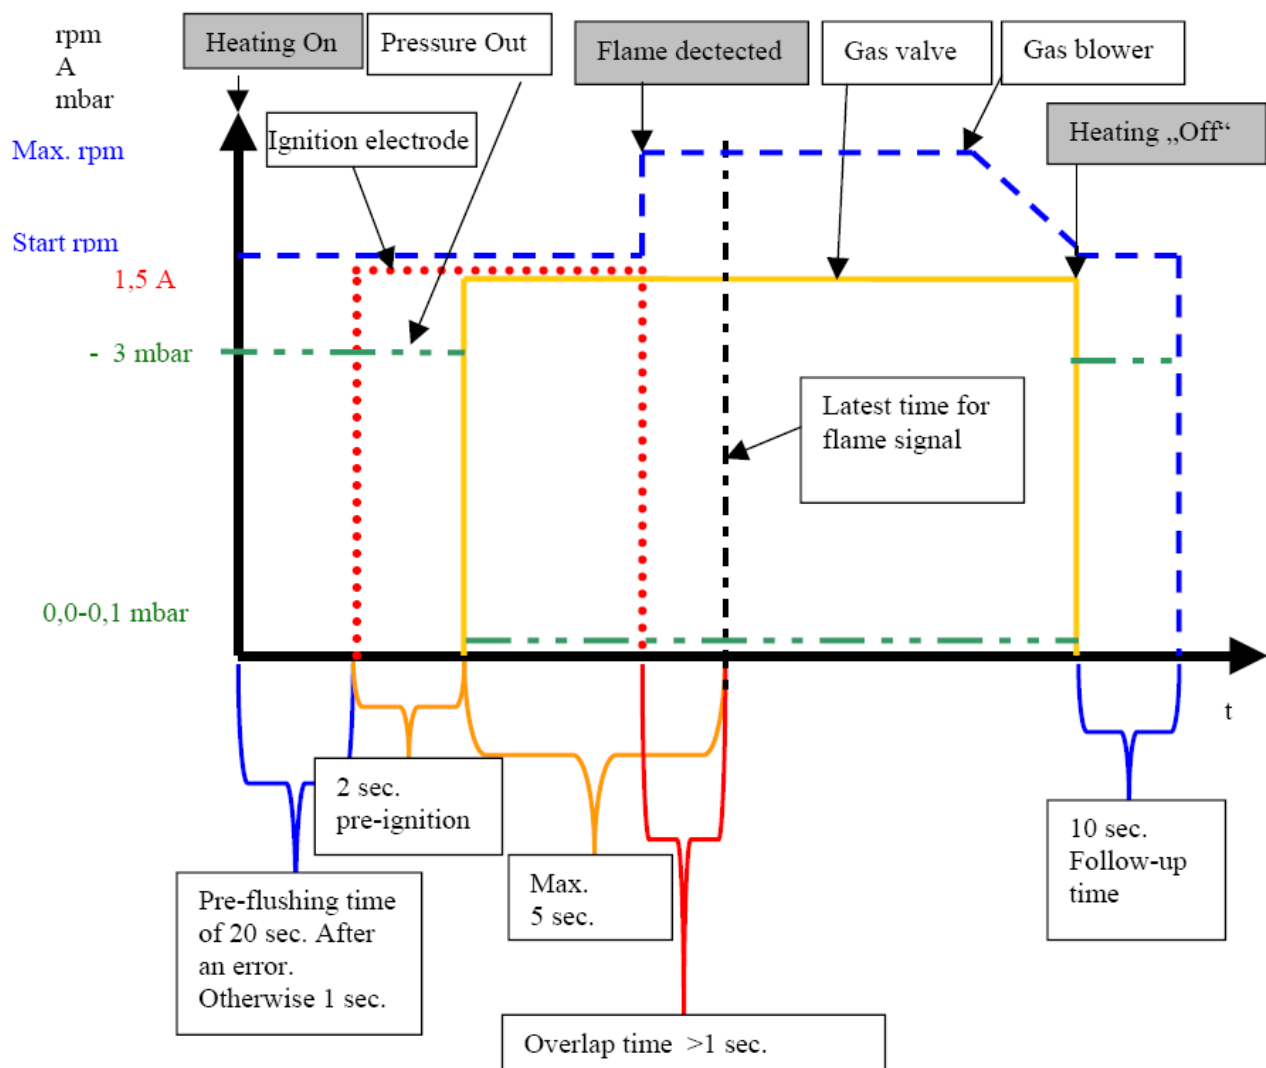 rpm
A
mbar
Heating On
Pressure Out
Flame dectected
Gas valve
Gas blower
Heating „Off“
Ignition electrode
Max. rpm
Start rpm
1,5 A
- 3 mbar
0,0-0,1 mbar
Latest time for
flame signal
t
2 sec.
pre-ignition
Max.
5 sec.
10 sec.
Follow-up
time
Pre-flushing time
of 20 sec. After
an error.
Otherwise 1 sec.
Overlap time >1 sec.